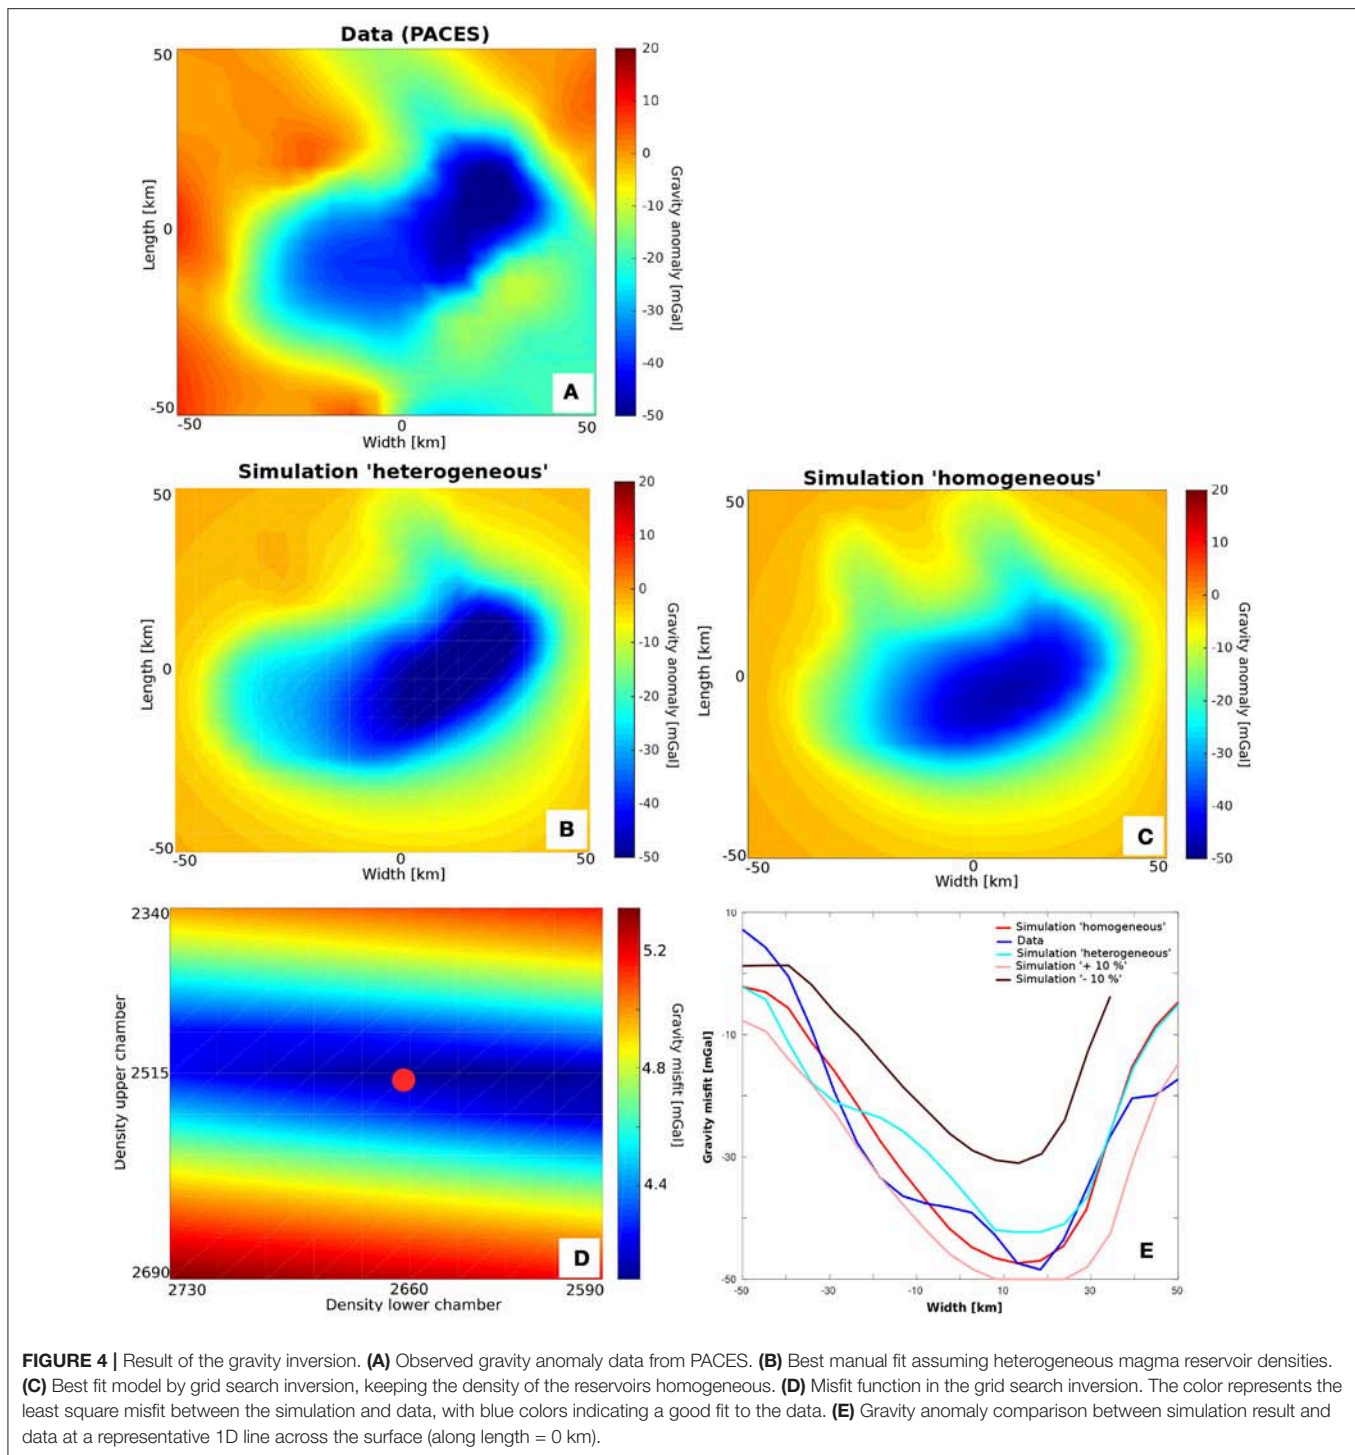 Data (PACES)
50
0
-50
Length [km]
-50
0
50
Width [km]
20
10
0
-10
-20
-30
-40
-50
Gravity anomaly [mGal]
A
Simulation 'heterogeneous'
50
0
-50
Length [km]
-50
0
50
Width [km]
20
10
0
-10
-20
-30
-40
-50
Gravity anomaly [mGal]
B
Simulation 'homogeneous'
50
0
-50
Length [km]
-50
0
50
Width [km]
20
10
0
-10
-20
-30
-40
-50
Gravity anomaly [mGal]
C
2340
2515
2690
Density upper chamber
2730
2660
2590
Density lower chamber
5.2
4.8
4.4
Gravity misfit [mGal]
D
10
-10
-30
-50
Gravity misfit [mGal]
-50
-30
-10
10
30
50
Width [km]
Simulation 'homogeneous'
Data
Simulation 'heterogeneous'
Simulation '+ 10 %'
Simulation '- 10 %'
E
FIGURE 4 | Result of the gravity inversion. (A) Observed gravity anomaly data from PACES. (B) Best manual fit assuming heterogeneous magma reservoir densities.
(C) Best fit model by grid search inversion, keeping the density of the reservoirs homogeneous. (D) Misfit function in the grid search inversion. The color represents the
least square misfit between the simulation and data, with blue colors indicating a good fit to the data. (E) Gravity anomaly comparison between simulation result and
data at a representative 1D line across the surface (along length = 0 km).